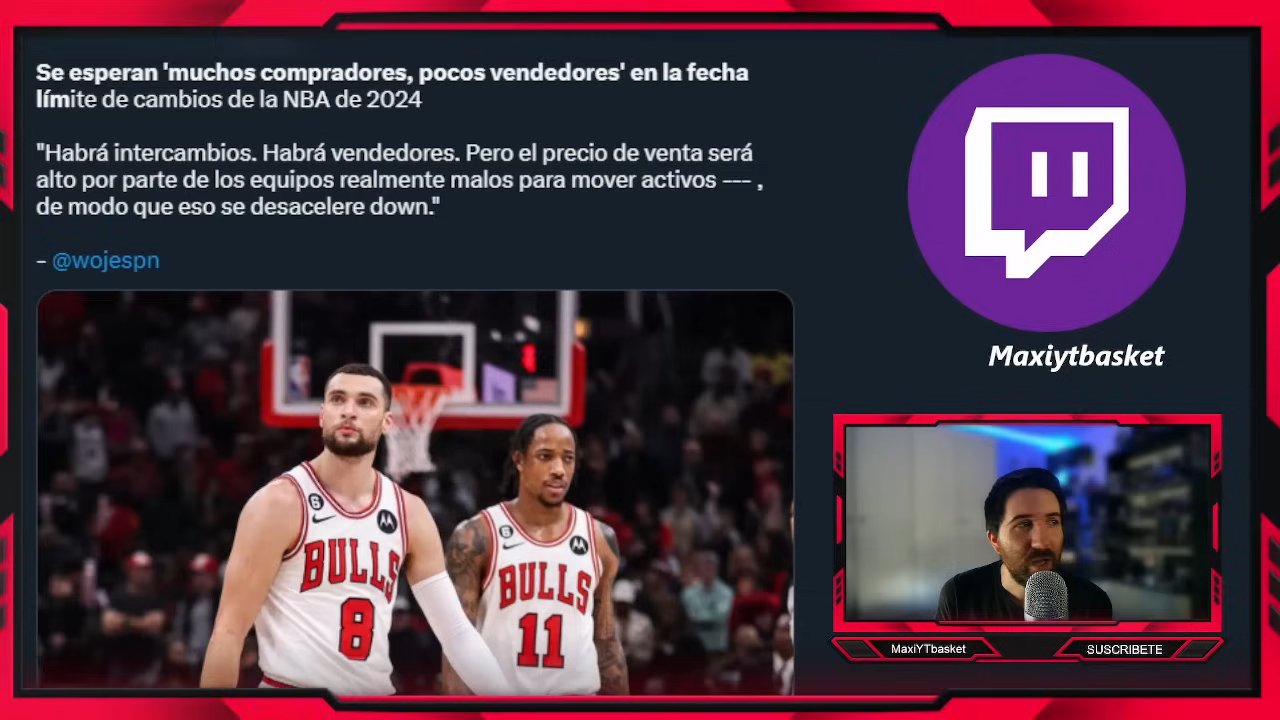 Se esperan 'muchos compradores, pocos vendedores' en la fecha
límite de cambios de la NBA de 2024
"Habrá intercambios. Habrá vendedores. Pero el precio de venta será
alto por parte de los equipos realmente malos para mover activos --- ,
de modo que eso se desacelere down."
– @wojespn
Maxiytbasket
6
BULLS
8
6
BULLS
11
MaxiYTbasket
SUSCRIBETE